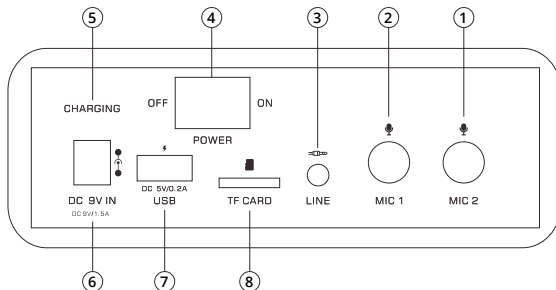 5
4
3
2
1
CHARGING
OFF
ON
POWER
DC 9V IN
DC 9V/1.5A
DC 5V/0.2A
USB
TF CARD
LINE
MIC 1
MIC 2
6
7
8